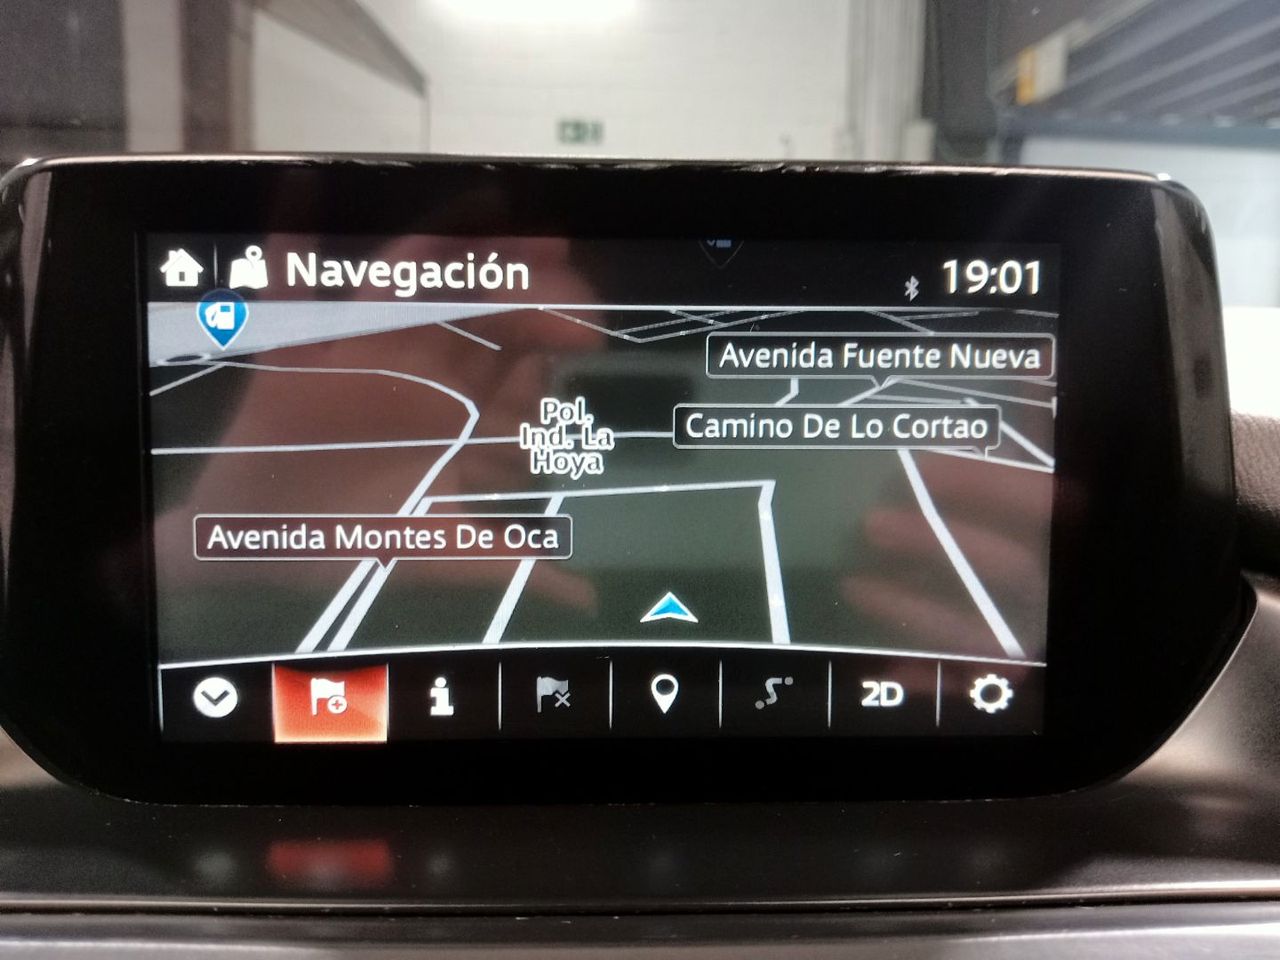 Navegación
19:01
Avenida Fuente Nueva
Camino De Lo Cortao
Pol.
Ind. La
Hoya
Avenida Montes De Oca
2D